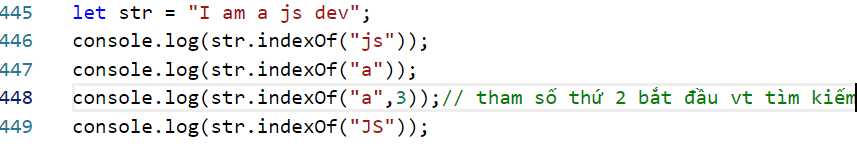 445 let str = "I am a js dev";
446 console.log(str.indexOf("js"));
447 console.log(str.indexOf("a"));
448 console.log(str.indexOf("a",3));// tham số thứ 2 bắt đầu vt tìm kiếm
449 console.log(str.indexOf("JS"));